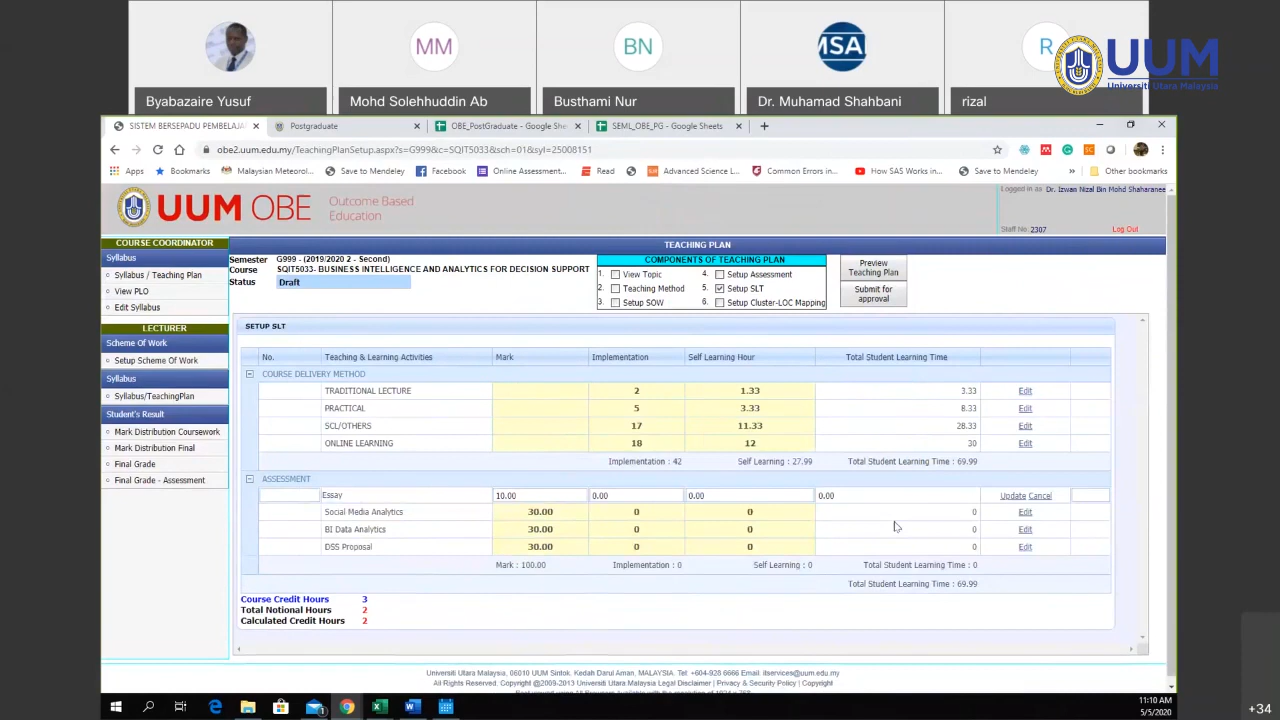 MM
BN
MSA
R
UUM
Universiti Utara Malaysia
Byabazaire Yusuf
Mohd Solehhuddin Ab
Busthami Nur
Dr. Muhamad Shahbani
rizal
SISTEM BERSEPADU PEMBELAJA
Postgraduate
OBE_PostGraduate - Google She
SEML_OBE_PG - Google Sheets
obe2.uum.edu.my/TeachingPlanSetup.aspx?s=G999&c=SQIT5033&sch=01&syl=25008151
Apps
Bookmarks
Malaysian Meteorol...
Save to Mendeley
Facebook
Online Assessment...
Read
Advanced Science L...
Common Errors in...
How SAS Works in...
Save to Mendeley
Other bookmarks
UUM OBE
Outcome Based
Education
Logged in as Dr. Izwan Nizal Bin Mohd Shaharanee
Staff No. 2307
Log Out
COURSE COORDINATOR
Syllabus
Syllabus / Teaching Plan
View PLO
Edit Syllabus
LECTURER
Scheme Of Work
Setup Scheme Of Work
Syllabus
Syllabus/TeachingPlan
Student's Result
Mark Distribution Coursework
Mark Distribution Final
Final Grade
Final Grade - Assessment
TEACHING PLAN
Semester G999 - (2019/2020 2 - Second)
Course SQIT5033- BUSINESS INTELLIGENCE AND ANALYTICS FOR DECISION SUPPORT
Status Draft
COMPONENTS OF TEACHING PLAN
1. View Topic 4. Setup Assessment
2. Teaching Method 5. Setup SLT
3. Setup SOW 6. Setup Cluster-LOC Mapping
Preview
Teaching Plan
Submit for
approval
SETUP SLT
No. Teaching & Learning Activities Mark Implementation Self Learning Hour Total Student Learning Time
COURSE DELIVERY METHOD
TRADITIONAL LECTURE 2 1.33 3.33 Edit
PRACTICAL 5 3.33 8.33 Edit
SCL/OTHERS 17 11.33 28.33 Edit
ONLINE LEARNING 18 12 30 Edit
Implementation : 42 Self Learning : 27.99 Total Student Learning Time : 69.99
ASSESSMENT
Essay 10.00 0.00 0.00 0.00 Update Cancel
Social Media Analytics 30.00 0 0 0 Edit
BI Data Analytics 30.00 0 0 0 Edit
DSS Proposal 30.00 0 0 0 Edit
Mark : 100.00 Implementation : 0 Self Learning : 0 Total Student Learning Time : 0
Total Student Learning Time : 69.99
Course Credit Hours 3
Total Notional Hours 2
Calculated Credit Hours 2
Universiti Utara Malaysia, 06010 UUM Sintok, Kedah Darul Aman, MALAYSIA. Tel: +604-928 6666 Email: itservices@uum.edu.my
All Rights Reserved. Copyright @2009-2013 Universiti Utara Malaysia Legal Disclaimer | Privacy & Security Policy | Copyright
11:10 AM
5/5/2020
+34